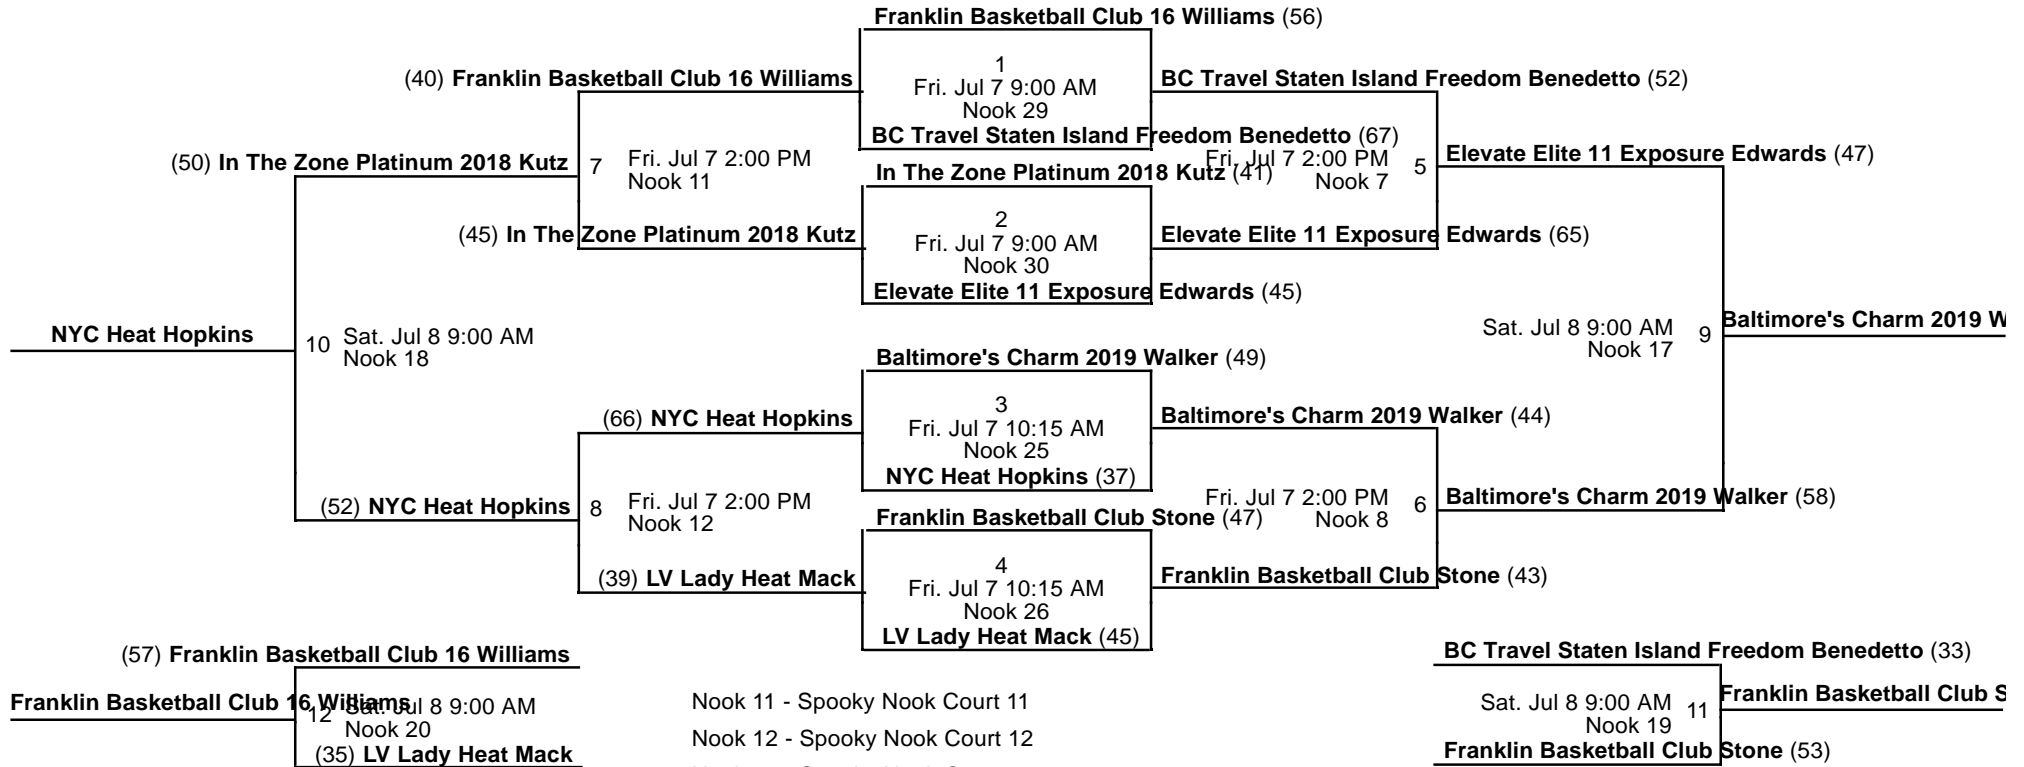 Franklin Basketball Club 16 Williams (56)
1
(40) Franklin Basketball Club 16 Williams
Fri. Jul 7 9:00 AM
BC Travel Staten Island Freedom Benedetto (52)
Nook 29
BC Travel Staten Island Freedom Benedetto (67)
(50) In The Zone Platinum 2018 Kutz
7
Fri. Jul 7 2:00 PM
Nook 11
Fri. Jul 7 2:00 PM
Nook 7
5
Elevate Elite 11 Exposure Edwards (47)
In The Zone Platinum 2018 Kutz (41)
2
(45) In The Zone Platinum 2018 Kutz
Fri. Jul 7 9:00 AM
Elevate Elite 11 Exposure Edwards (65)
Nook 30
Elevate Elite 11 Exposure Edwards (45)
NYC Heat Hopkins
10
Sat. Jul 8 9:00 AM
Nook 18
Sat. Jul 8 9:00 AM
Nook 17
9
Baltimore's Charm 2019 W
Baltimore's Charm 2019 Walker (49)
3
(66) NYC Heat Hopkins
Fri. Jul 7 10:15 AM
Baltimore's Charm 2019 Walker (44)
Nook 25
NYC Heat Hopkins (37)
(52) NYC Heat Hopkins
8
Fri. Jul 7 2:00 PM
Nook 12
Fri. Jul 7 2:00 PM
Nook 8
6
Baltimore's Charm 2019 Walker (58)
Franklin Basketball Club Stone (47)
4
(39) LV Lady Heat Mack
Fri. Jul 7 10:15 AM
Franklin Basketball Club Stone (43)
Nook 26
LV Lady Heat Mack (45)
(57) Franklin Basketball Club 16 Williams
Franklin Basketball Club 16 Williams
12
Sat. Jul 8 9:00 AM
Nook 20
(35) LV Lady Heat Mack
Nook 11 - Spooky Nook Court 11
Nook 12 - Spooky Nook Court 12
BC Travel Staten Island Freedom Benedetto (33)
Sat. Jul 8 9:00 AM
Nook 19
11
Franklin Basketball Club S
Franklin Basketball Club Stone (53)